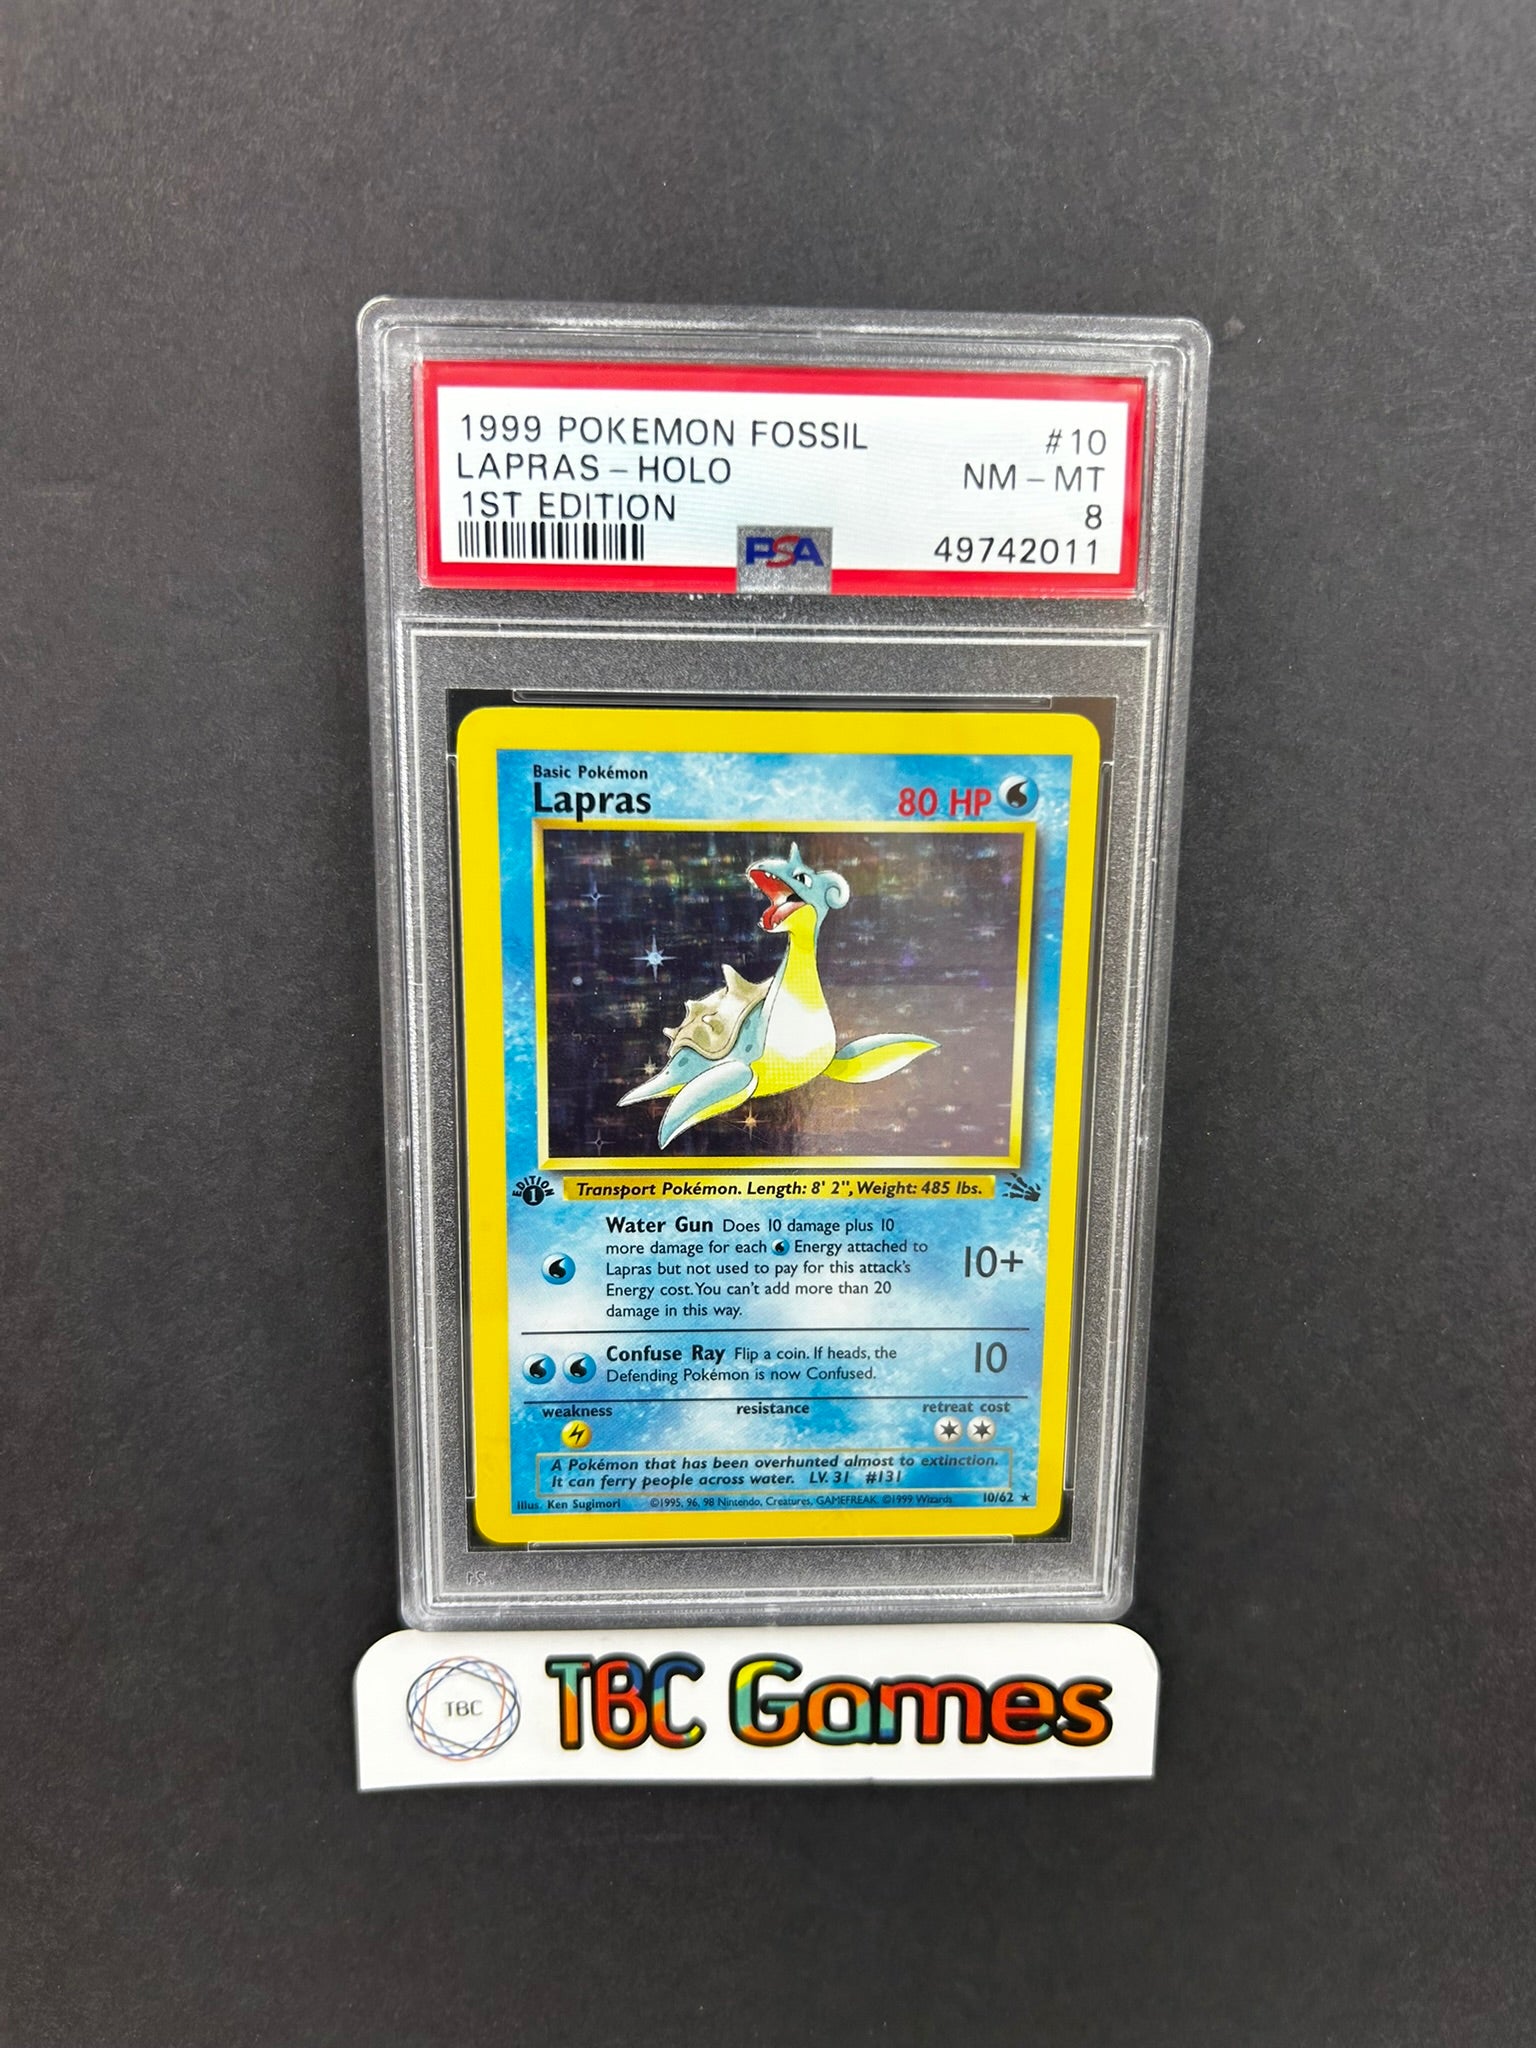 1999 POKEMON FOSSIL #10
LAPRAS - HOLO NM - MT
1ST EDITION 8
PSA 49742011
Basic Pokémon
Lapras 80 HP
EDITION 1
Transport Pokémon. Length: 8' 2", Weight: 485 lbs.
Water Gun Does 10 damage plus 10
more damage for each Energy attached to
Lapras but not used to pay for this attack's
Energy cost. You can't add more than 20
damage in this way.
10+
Confuse Ray Flip a coin. If heads, the
Defending Pokémon is now Confused.
10
weakness resistance retreat cost
A Pokémon that has been overhunted almost to extinction.
It can ferry people across water. LV. 31 #131
Illus. Ken Sugimori ©1995, 96, 98 Nintendo, Creatures, GAMEFREAK. ©1999 Wizards. 10/62 ★
TBC TBC Games